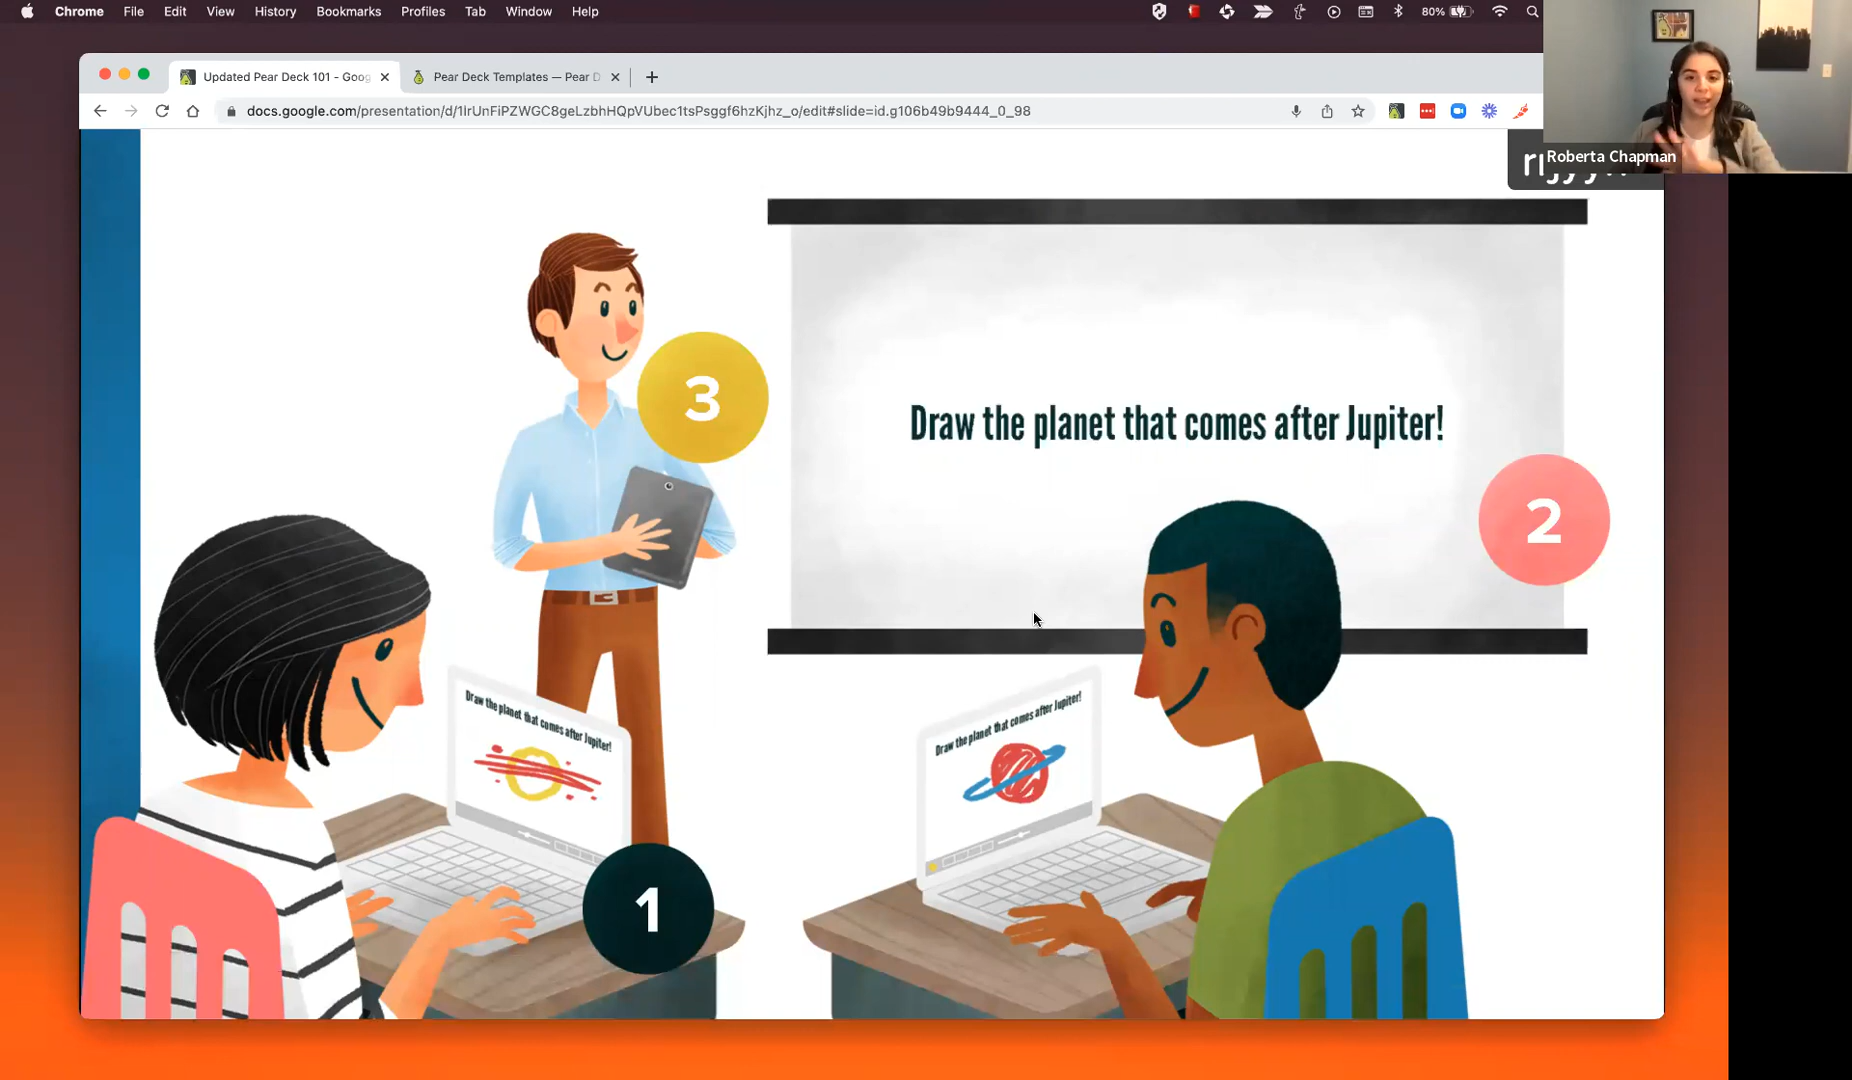 Chrome File Edit View History Bookmarks Profiles Tab Window Help 80%
Updated Pear Deck 101 - Goog
Pear Deck Templates — Pear D
docs.google.com/presentation/d/1IrUnFiPZWGC8geLzbhHQpVUbec1tsPsggf6hzKjhz_o/edit#slide=id.g106b49b9444_0_98
Roberta Chapman
3
Draw the planet that comes after Jupiter!
2
Draw the planet that comes after Jupiter!
Draw the planet that comes after Jupiter!
1